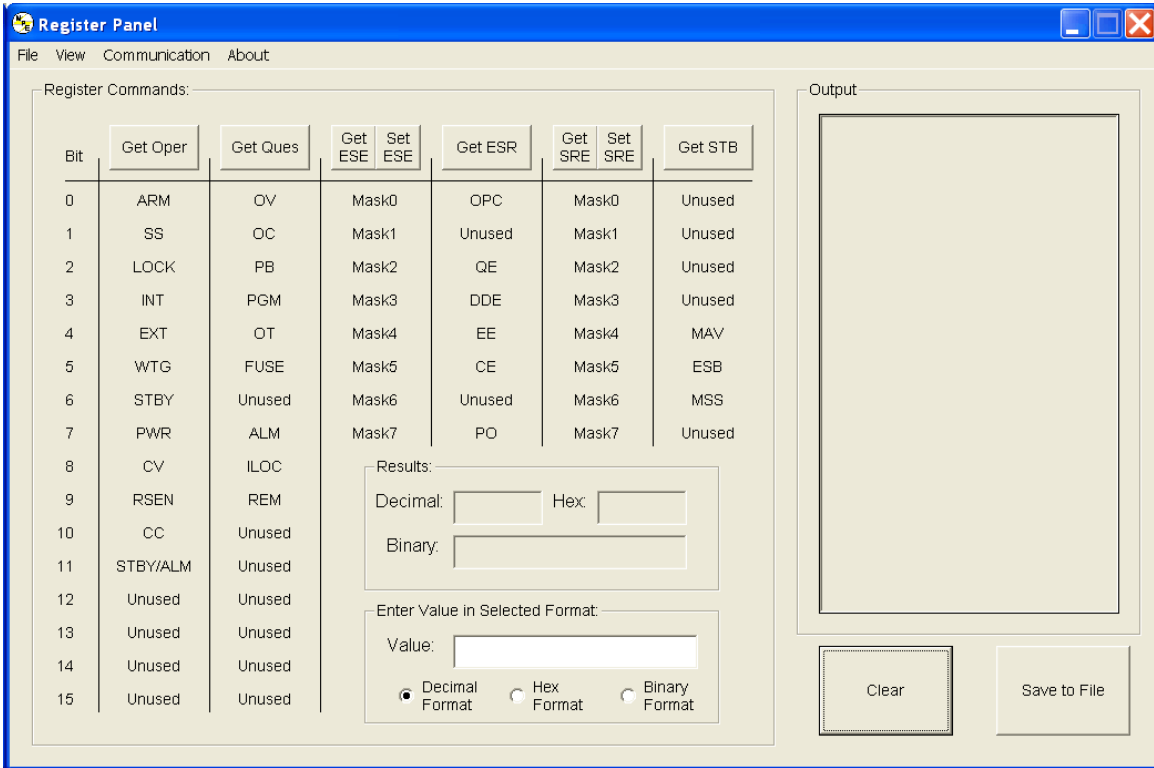 Register Panel
File View Communication About
Register Commands:
Output
Bit Get Oper Get Ques Get ESE Set ESE Get ESR Get SRE Set SRE Get STB
0 ARM OV Mask0 OPC Mask0 Unused
1 SS OC Mask1 Unused Mask1 Unused
2 LOCK PB Mask2 QE Mask2 Unused
3 INT PGM Mask3 DDE Mask3 Unused
4 EXT OT Mask4 EE Mask4 MAV
5 WTG FUSE Mask5 CE Mask5 ESB
6 STBY Unused Mask6 Unused Mask6 MSS
7 PWR ALM Mask7 PO Mask7 Unused
8 CV ILOC
9 RSEN REM
10 CC Unused
11 STBY/ALM Unused
12 Unused Unused
13 Unused Unused
14 Unused Unused
15 Unused Unused
Results:
Decimal: Hex:
Binary:
Enter Value in Selected Format:
Value:
Decimal Format Hex Format Binary Format
Clear Save to File